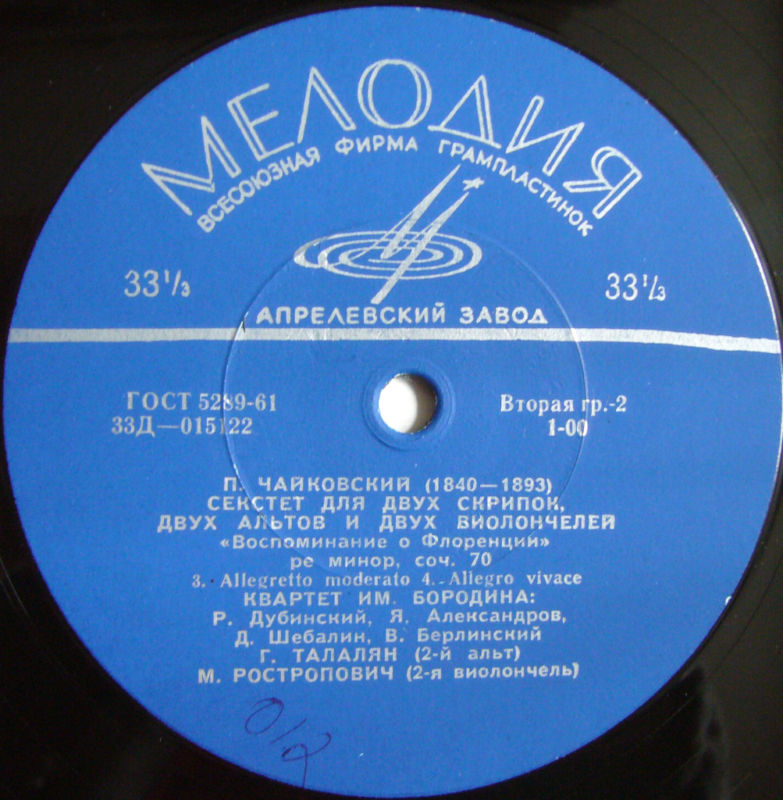 МЕЛОДИЯ
ВСЕСОЮЗНАЯ ФИРМА ГРАМПЛАСТИНОК
33⅓ 33⅓
АПРЕЛЕВСКИЙ ЗАВОД
ГОСТ 5289-61 Вторая гр.-2
33Д—015122 1-00
П. ЧАЙКОВСКИЙ (1840—1893)
СЕКСТЕТ ДЛЯ ДВУХ СКРИПОК,
ДВУХ АЛЬТОВ И ДВУХ ВИОЛОНЧЕЛЕЙ
«Воспоминание о Флоренции»
ре минор, соч. 70
3. Allegretto moderato 4. Allegro vivace
КВАРТЕТ ИМ. БОРОДИНА:
Р. Дубинский, Я. Александров,
Д. Шебалин, В. Берлинский
Г. ТАЛАЛЯН (2-й альт)
М. РОСТРОПОВИЧ (2-я виолончель)